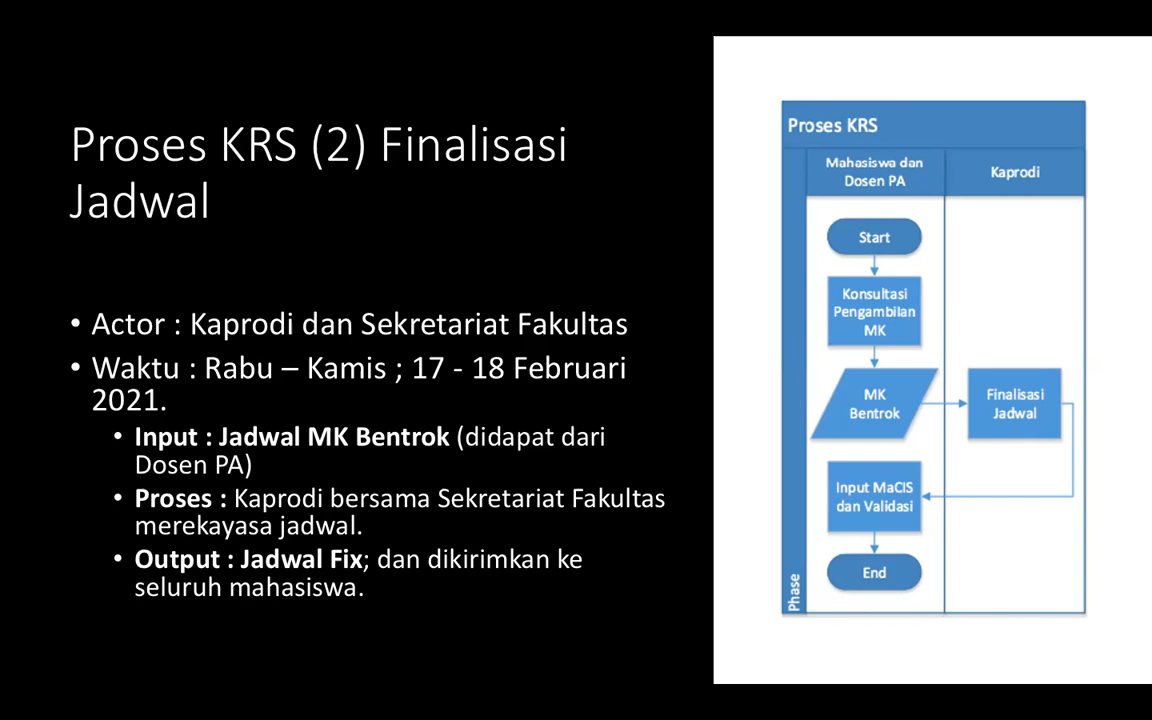 Proses KRS (2) Finalisasi
Jadwal
• Actor : Kaprodi dan Sekretariat Fakultas
• Waktu : Rabu – Kamis ; 17 - 18 Februari
2021.
• Input : Jadwal MK Bentrok (didapat dari
Dosen PA)
• Proses : Kaprodi bersama Sekretariat Fakultas
merekayasa jadwal.
• Output : Jadwal Fix; dan dikirimkan ke
seluruh mahasiswa.
Proses KRS
Mahasiswa dan
Dosen PA
Kaprodi
Start
Konsultasi
Pengambilan
MK
MK
Bentrok
Finalisasi
Jadwal
Input MaCIS
dan Validasi
End
Phase